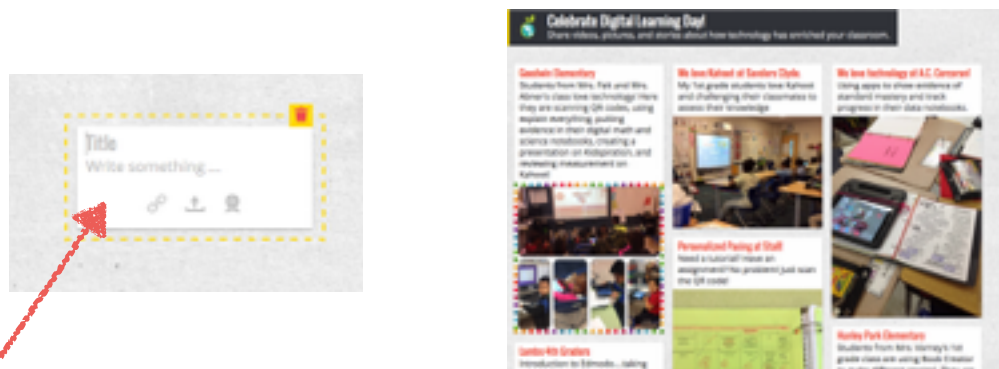 Title
Write something ...
Celebrate Digital Learning Day!
Share videos, pictures, and stories about how technology has enriched your classroom.
Goodwin Elementary
Students from Mrs. Falk and Mrs.
class love technology! Here
they are scanning QR codes, using
explain everything, putting
evidence in their digital math and
science notebooks, creating a
presentation on Kidspiration, and
reviewing measurement on
Kahoot!
4th Graders
Introduction to Edmodo... taking
We love Kahoot at Sanders Clyde.
My 1st grade students love Kahoot
and challenging their classmates to
assess their knowledge
Personalized Pacing at Stall!
Need a tutorial? Have an
assignment? No problem! Just scan
the QR code!
We love technology at A.C. Corcoran!
Using apps to show evidence of
standard mastery and track
progress in their data notebooks.
Hanley Park Elementary
Students from Mrs. 1st
grade class are using Book Creator